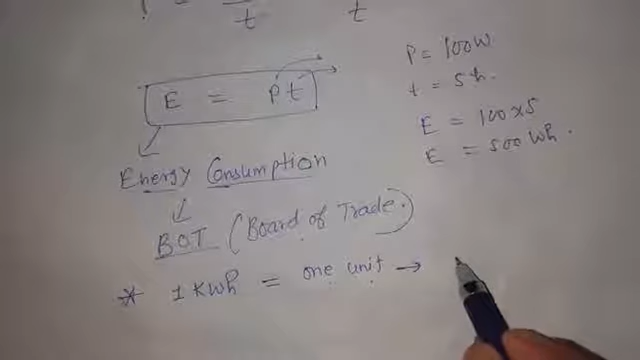 t t
E = Pt
Energy Consumption
BOT (Board of Trade.)
* 1 KWh = one unit →
P = 100W
t = 5h.
E = 100x5
E = 500 Wh.